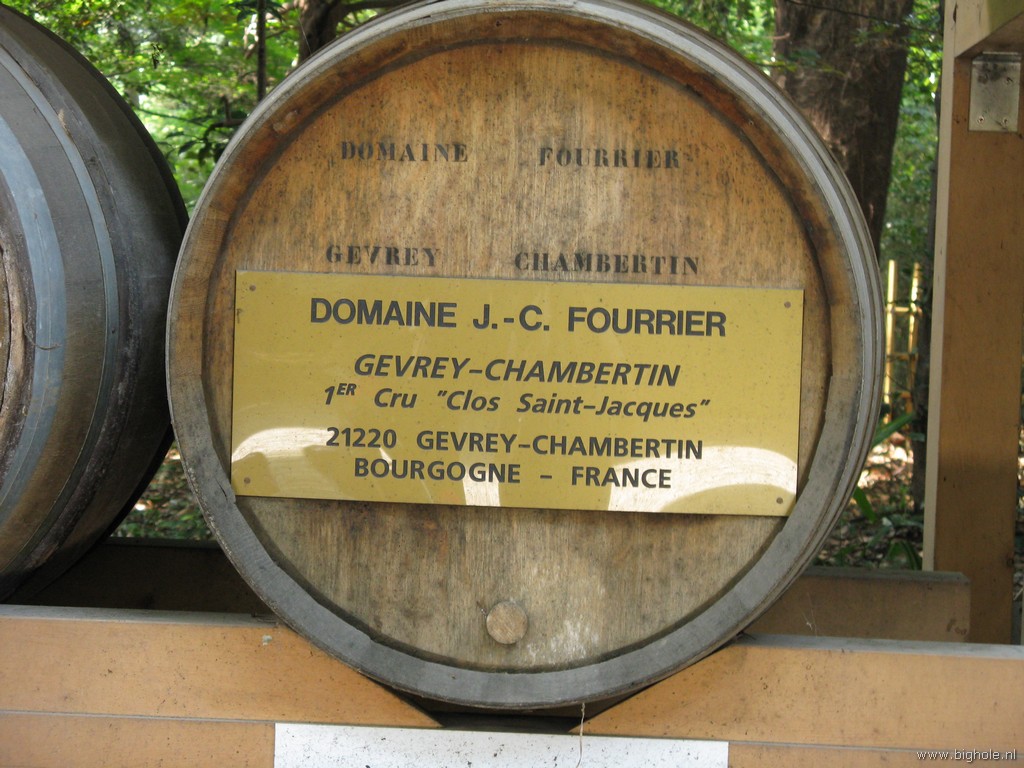 DOMAINE FOURRIER
GEVREY CHAMBERTIN
DOMAINE J.-C. FOURRIER
GEVREY-CHAMBERTIN
1ER Cru "Clos Saint-Jacques"
21220 GEVREY-CHAMBERTIN
BOURGOGNE - FRANCE
www.bighole.nl